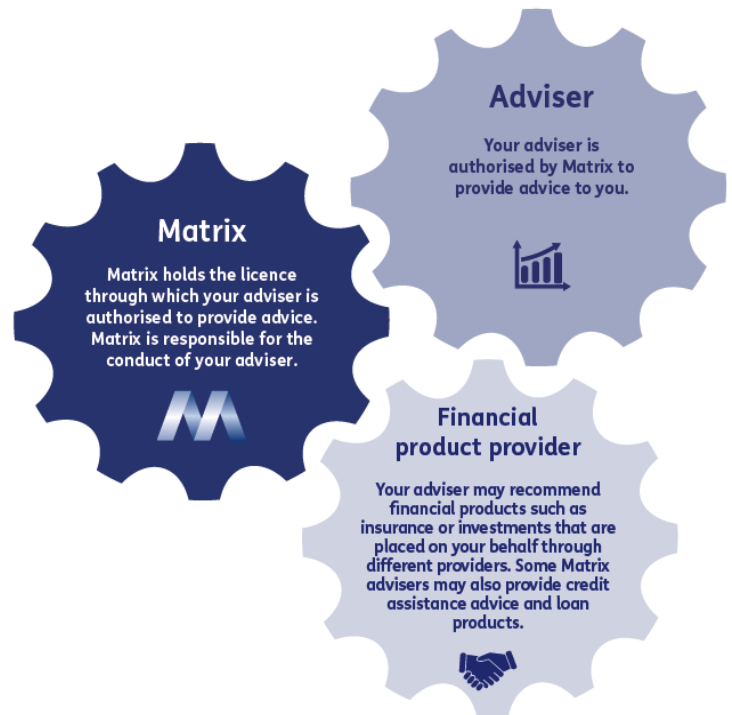 Adviser
Your adviser is
authorised by Matrix to
provide advice to you.
Matrix
Matrix holds the licence
through which your adviser is
authorised to provide advice.
Matrix is responsible for the
conduct of your adviser.
M
Financial
product provider
Your adviser may recommend
financial products such as
insurance or investments that are
placed on your behalf through
different providers. Some Matrix
advisers may also provide credit
assistance advice and loan
products.